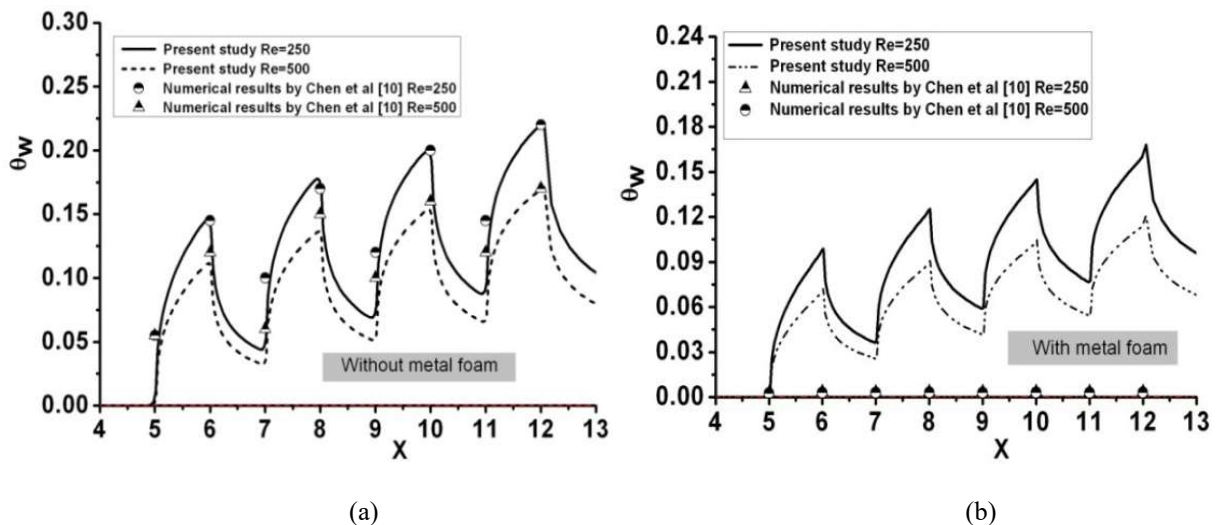 0.30
Present study Re=250
Present study Re=500
Numerical results by Chen et al [10] Re=250
Numerical results by Chen et al [10] Re=500
0.25
0.20
0.15
0.10
0.05
0.00
θw
Without metal foam
4 5 6 7 8 9 10 11 12 13
X
(a)
0.24
Present study Re=250
Present study Re=500
Numerical results by Chen et al [10] Re=250
Numerical results by Chen et al [10] Re=500
0.21
0.18
0.15
0.12
0.09
0.06
0.03
0.00
θw
With metal foam
4 5 6 7 8 9 10 11 12 13
X
(b)